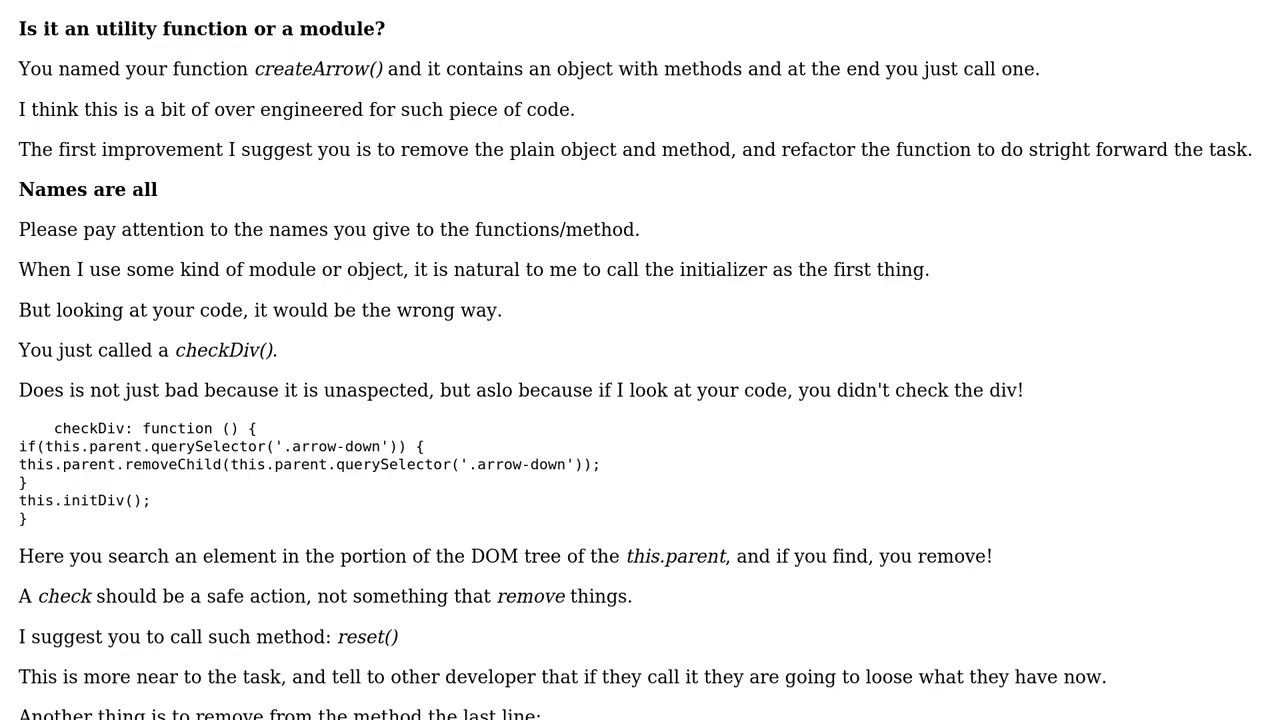 Is it an utility function or a module?
You named your function createArrow() and it contains an object with methods and at the end you just call one.
I think this is a bit of over engineered for such piece of code.
The first improvement I suggest you is to remove the plain object and method, and refactor the function to do stright forward the task.
Names are all
Please pay attention to the names you give to the functions/method.
When I use some kind of module or object, it is natural to me to call the initializer as the first thing.
But looking at your code, it would be the wrong way.
You just called a checkDiv().
Does is not just bad because it is unaspected, but aslo because if I look at your code, you didn't check the div!
    checkDiv: function () {
if(this.parent.querySelector('.arrow-down')) {
this.parent.removeChild(this.parent.querySelector('.arrow-down'));
}
this.initDiv();
}
Here you search an element in the portion of the DOM tree of the this.parent, and if you find, you remove!
A check should be a safe action, not something that remove things.
I suggest you to call such method: reset()
This is more near to the task, and tell to other developer that if they call it they are going to loose what they have now.
Another thing is to remove from the method the last line: